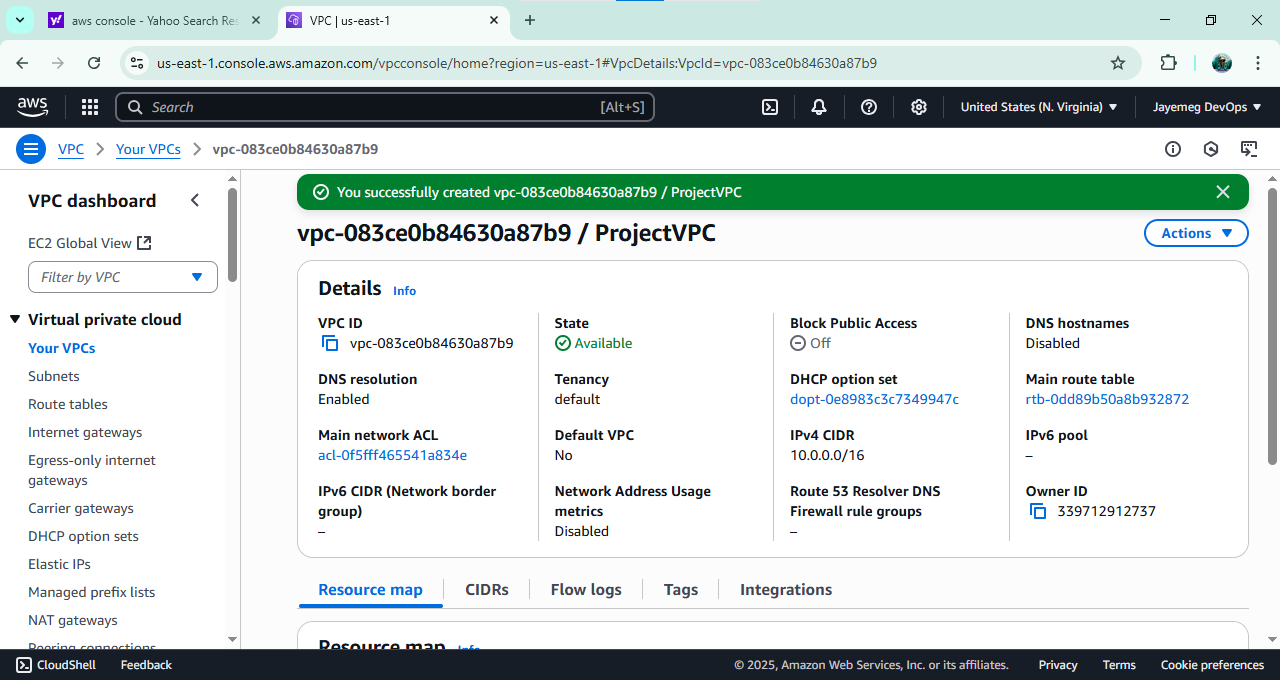 aws console - Yahoo Search Res
VPC | us-east-1
us-east-1.console.aws.amazon.com/vpcconsole/home?region=us-east-1#VpcDetails:VpcId=vpc-083ce0b84630a87b9
aws
Search
[Alt+S]
United States (N. Virginia)
Jayemeg DevOps
VPC
Your VPCs
vpc-083ce0b84630a87b9
VPC dashboard
EC2 Global View
Filter by VPC
Virtual private cloud
Your VPCs
Subnets
Route tables
Internet gateways
Egress-only internet
gateways
Carrier gateways
DHCP option sets
Elastic IPs
Managed prefix lists
NAT gateways
Peering connections
You successfully created vpc-083ce0b84630a87b9 / ProjectVPC
vpc-083ce0b84630a87b9 / ProjectVPC
Actions
Details Info
VPC ID
vpc-083ce0b84630a87b9
State
Available
Block Public Access
Off
DNS hostnames
Disabled
DNS resolution
Enabled
Tenancy
default
DHCP option set
dopt-0e8983c3c7349947c
Main route table
rtb-0dd89b50a8b932872
Main network ACL
acl-0f5fff465541a834e
Default VPC
No
IPv4 CIDR
10.0.0.0/16
IPv6 pool
–
IPv6 CIDR (Network border
group)
–
Network Address Usage
metrics
Disabled
Route 53 Resolver DNS
Firewall rule groups
–
Owner ID
339712912737
Resource map
CIDRs
Flow logs
Tags
Integrations
Resource map Info
CloudShell
Feedback
© 2025, Amazon Web Services, Inc. or its affiliates.
Privacy
Terms
Cookie preferences